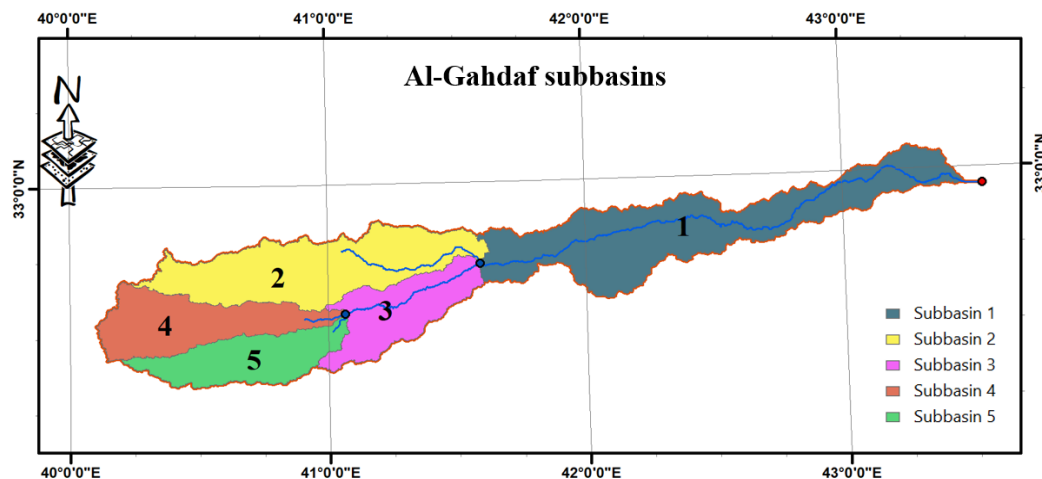 40°0'0"E 41°0'0"E 42°0'0"E 43°0'0"E
Al-Gahdaf subbasins
N
33°0'0"N
33°0'0"N
1
2
3
4
5
Subbasin 1
Subbasin 2
Subbasin 3
Subbasin 4
Subbasin 5
40°0'0"E 41°0'0"E 42°0'0"E 43°0'0"E